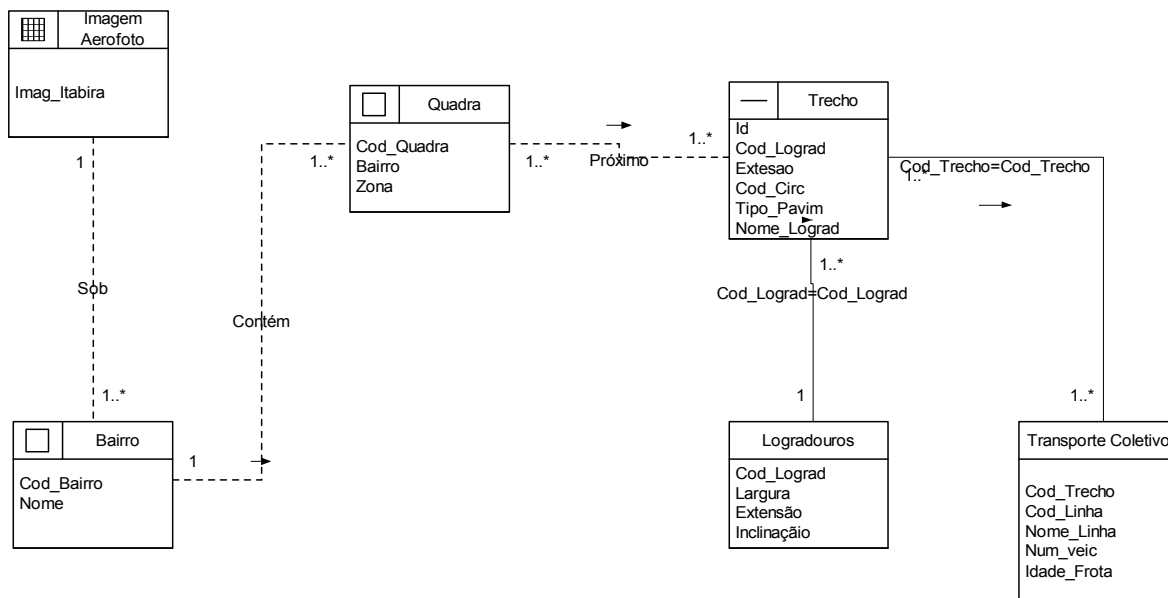 Imagem
Aerofoto
Imag_Itabira
1
Sob
1..*
Bairro
Cod_Bairro
Nome
1
Contém
1..*
Quadra
Cod_Quadra
Bairro
Zona
1..*
Próximo
1..*
Trecho
Id
Cod_Lograd
Extesao
Cod_Circ
Tipo_Pavim
Nome_Lograd
Cod_Trecho=Cod_Trecho
1..*
1..*
Cod_Lograd=Cod_Lograd
1
1..*
Logradouros
Cod_Lograd
Largura
Extensão
Inclinaçãio
Transporte Coletivo
Cod_Trecho
Cod_Linha
Nome_Linha
Num_veic
Idade_Frota